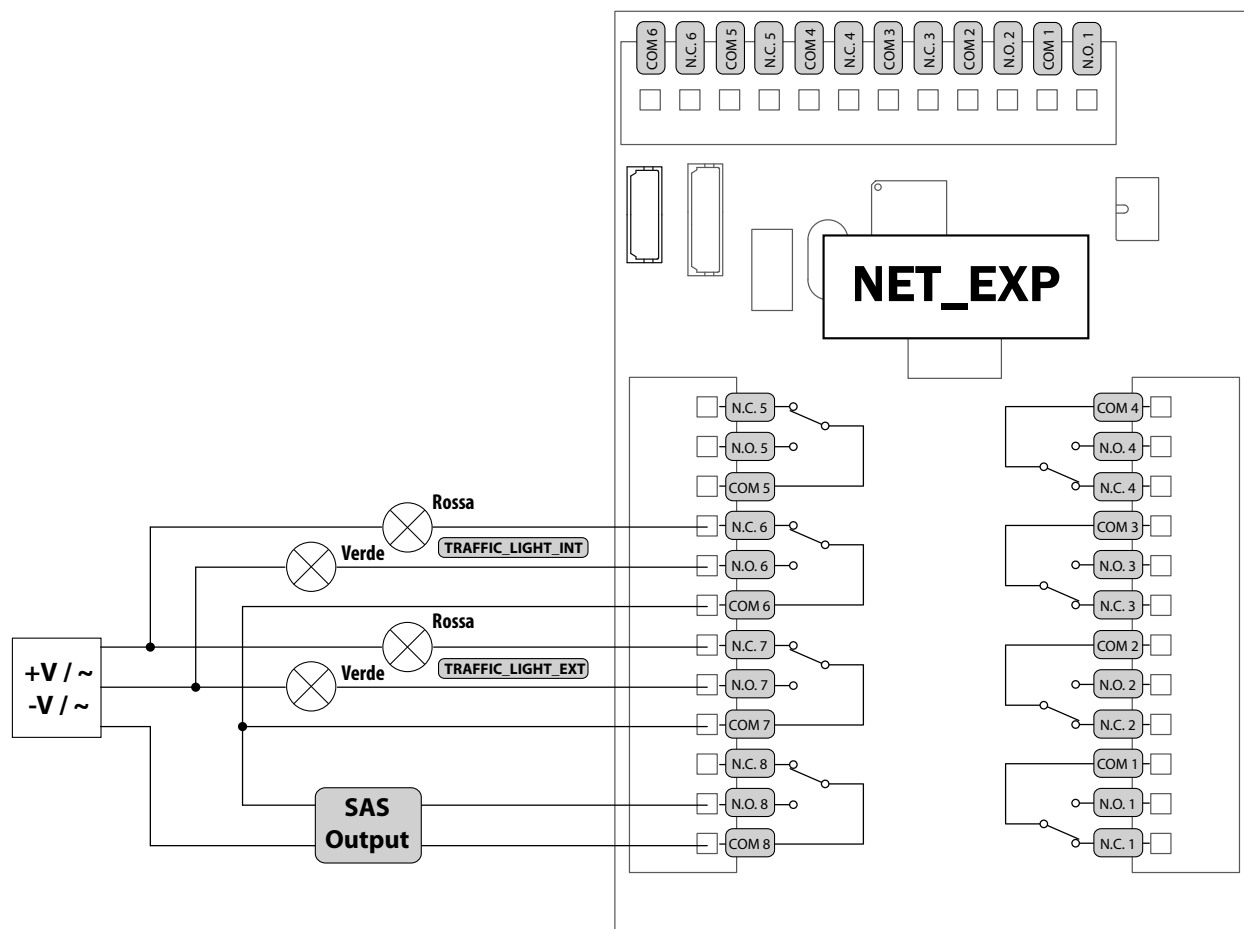 COM 6
N.C. 6
COM 5
N.C. 5
COM 4
N.C. 4
COM 3
N.C. 3
COM 2
N.O. 2
COM 1
N.O. 1
NET_EXP
N.C. 5
N.O. 5
COM 5
N.C. 6
N.O. 6
COM 6
N.C. 7
N.O. 7
COM 7
N.C. 8
N.O. 8
COM 8
COM 4
N.O. 4
N.C. 4
COM 3
N.O. 3
N.C. 3
COM 2
N.O. 2
N.C. 2
COM 1
N.O. 1
N.C. 1
Rossa
TRAFFIC_LIGHT_INT
Verde
Rossa
TRAFFIC_LIGHT_EXT
Verde
+V / ~
-V / ~
SAS
Output